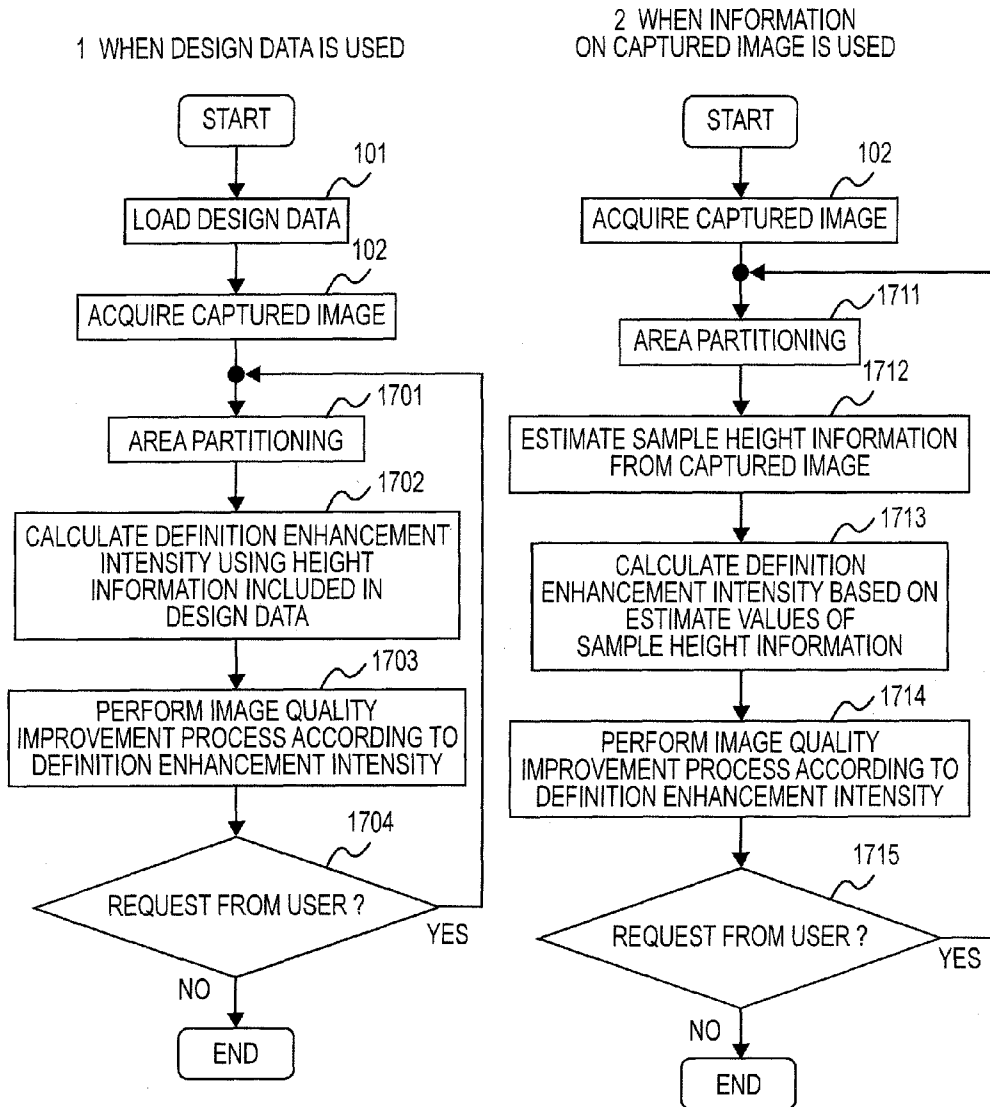 1 WHEN DESIGN DATA IS USED
START
101
LOAD DESIGN DATA
102
ACQUIRE CAPTURED IMAGE
1701
AREA PARTITIONING
1702
CALCULATE DEFINITION ENHANCEMENT
INTENSITY USING HEIGHT
INFORMATION INCLUDED IN
DESIGN DATA
1703
PERFORM IMAGE QUALITY
IMPROVEMENT PROCESS ACCORDING TO
DEFINITION ENHANCEMENT INTENSITY
1704
REQUEST FROM USER ?
YES
NO
END
2 WHEN INFORMATION
ON CAPTURED IMAGE IS USED
START
102
ACQUIRE CAPTURED IMAGE
1711
AREA PARTITIONING
1712
ESTIMATE SAMPLE HEIGHT INFORMATION
FROM CAPTURED IMAGE
1713
CALCULATE DEFINITION
ENHANCEMENT INTENSITY BASED ON
ESTIMATE VALUES OF
SAMPLE HEIGHT INFORMATION
1714
PERFORM IMAGE QUALITY
IMPROVEMENT PROCESS ACCORDING TO
DEFINITION ENHANCEMENT INTENSITY
1715
REQUEST FROM USER ?
YES
NO
END